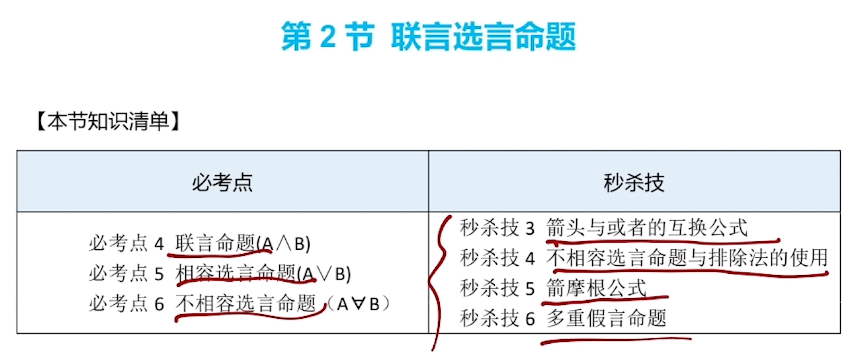 第 2 节 联言选言命题
【本节知识清单】
必考点
秒杀技
必考点 4 联言命题(A∧B)
必考点 5 相容选言命题(A∨B)
必考点 6 不相容选言命题（A∀B）
秒杀技 3 箭头与或者的互换公式
秒杀技 4 不相容选言命题与排除法的使用
秒杀技 5 箭摩根公式
秒杀技 6 多重假言命题